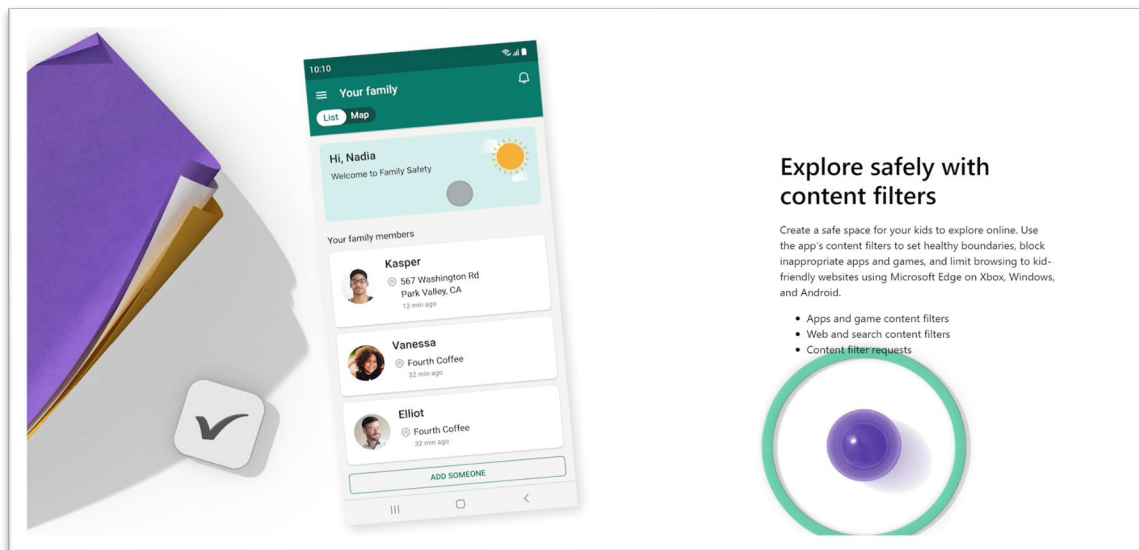 10:10
Your family
List Map
Hi, Nadia
Welcome to Family Safety
Your family members
Kasper
567 Washington Rd
Park Valley, CA
12 min ago
Vanessa
Fourth Coffee
32 min ago
Elliot
Fourth Coffee
32 min ago
ADD SOMEONE
Explore safely with
content filters
Create a safe space for your kids to explore online. Use
the app's content filters to set healthy boundaries, block
inappropriate apps and games, and limit browsing to kid-
friendly websites using Microsoft Edge on Xbox, Windows,
and Android.
• Apps and game content filters
• Web and search content filters
• Content filter requests